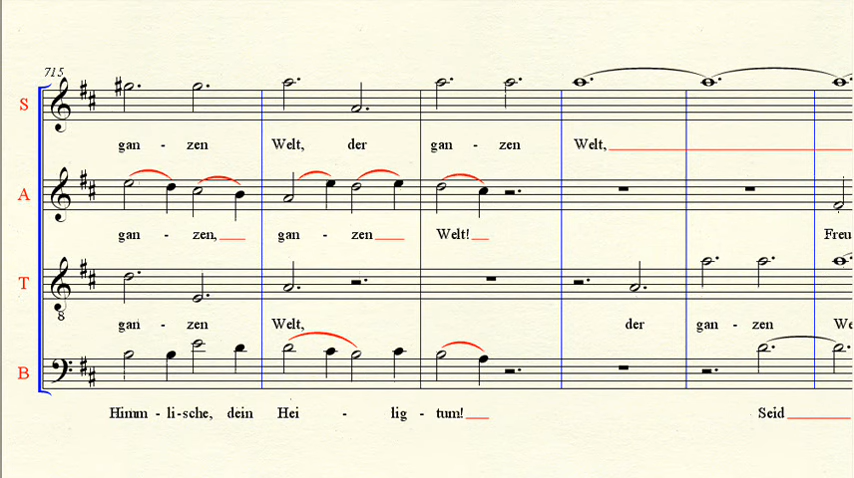 715
S
gan - zen Welt, der gan - zen Welt,
A
gan - zen, gan - zen Welt! Freu
T
8
gan - zen Welt, der gan - zen We
B
Himm - li - sche, dein Hei - lig - tum! Seid